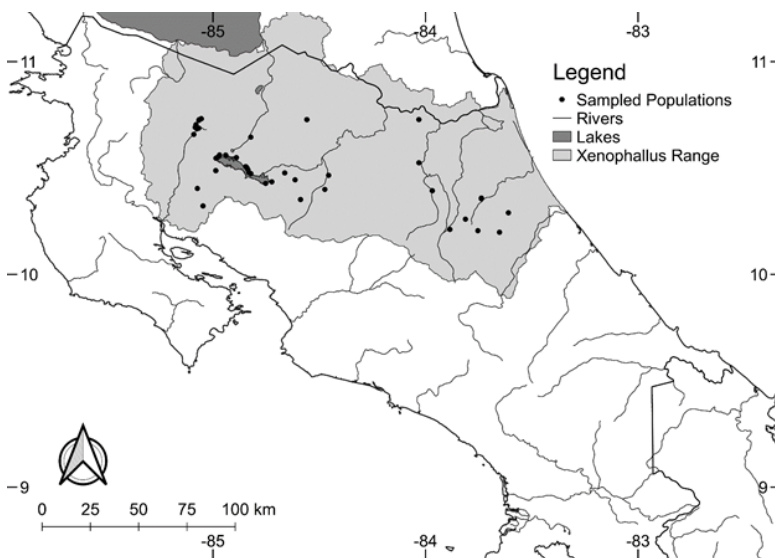 -85
-84
-83
11
11
Legend
Sampled Populations
Rivers
Lakes
Xenophallus Range
10
10
9
9
0 25 50 75 100 km
-85
-84
-83